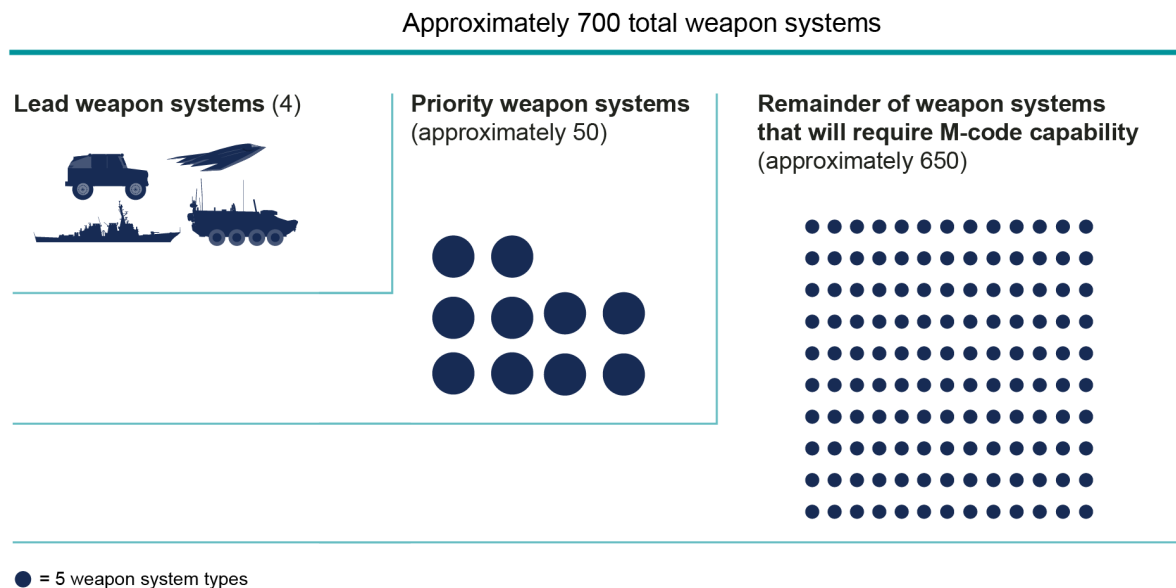 Approximately 700 total weapon systems
Lead weapon systems (4)
Priority weapon systems
(approximately 50)
Remainder of weapon systems
that will require M-code capability
(approximately 650)
= 5 weapon system types